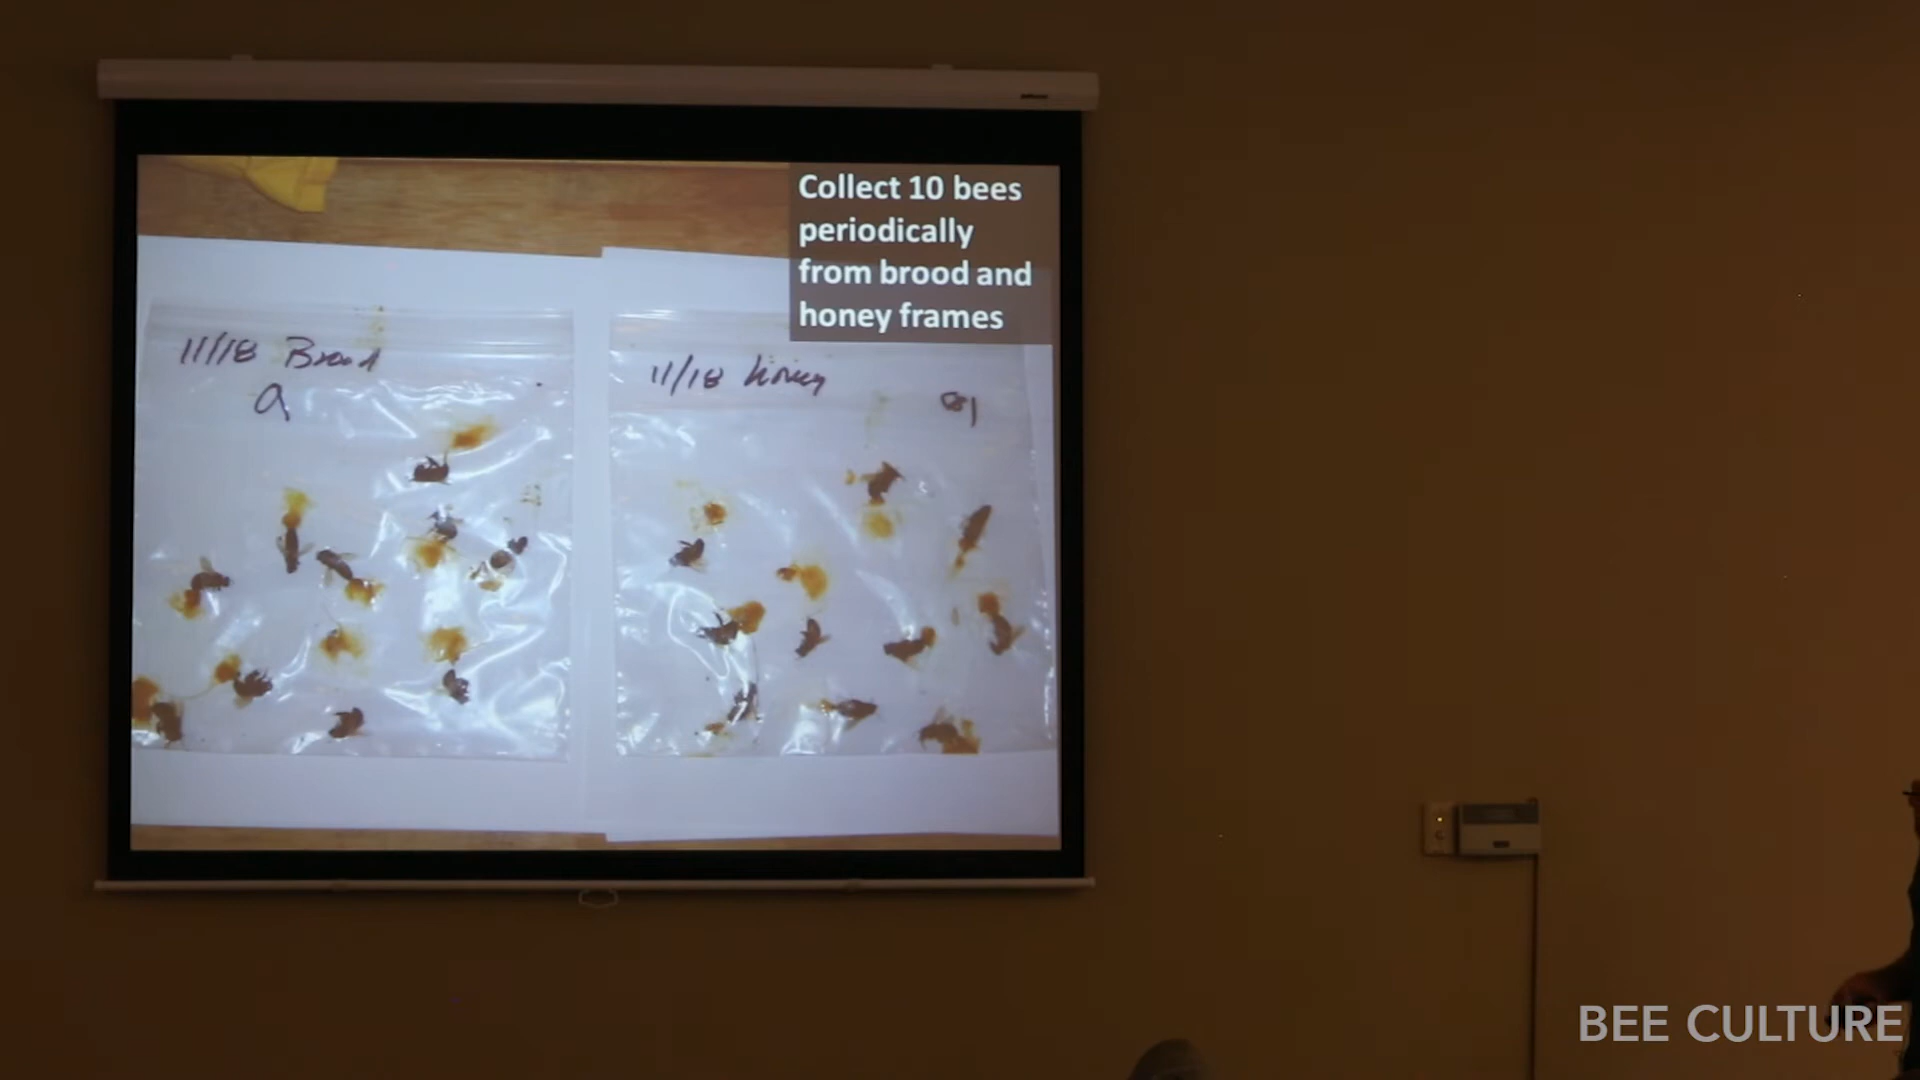 Collect 10 bees
periodically
from brood and
honey frames
11/18 Brood
11/18 honey
BEE CULTURE